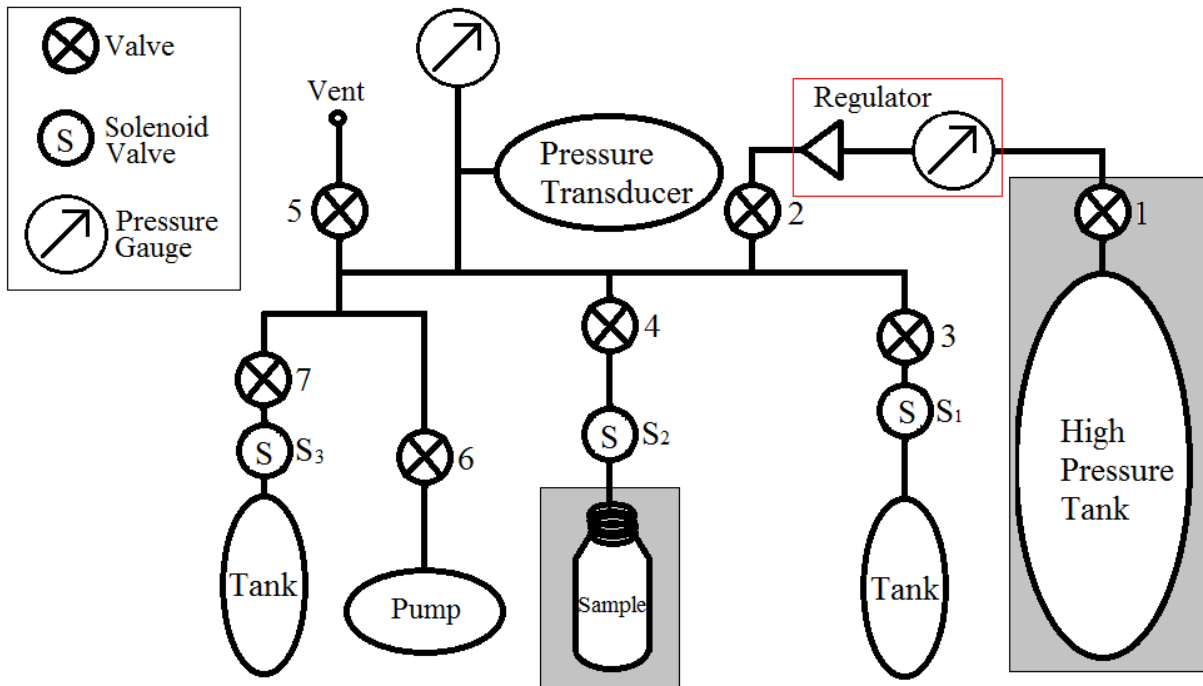 Valve
S
Solenoid
Valve
Pressure
Gauge
Vent
5
Pressure
Transducer
Regulator
2
1
4
3
7
S
S₃
6
S
S₂
S
S₁
High
Pressure
Tank
Tank
Pump
Sample
Tank